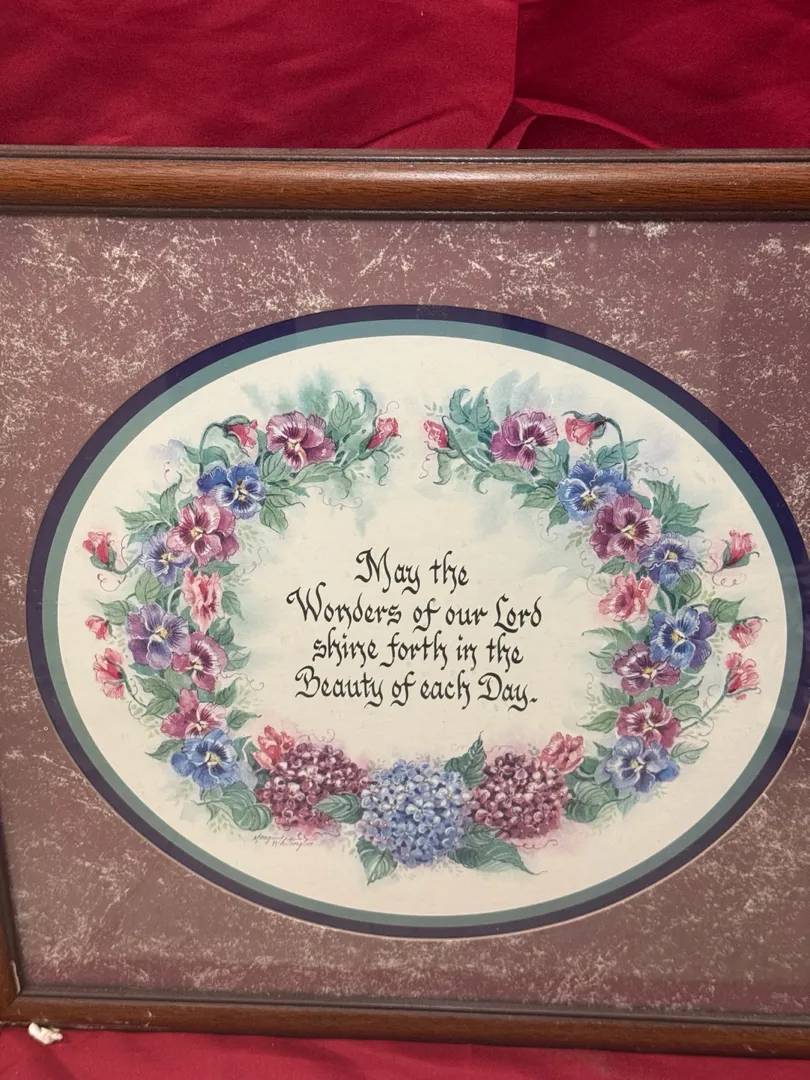 May the
Wonders of our Lord
shine forth in the
Beauty of each Day.